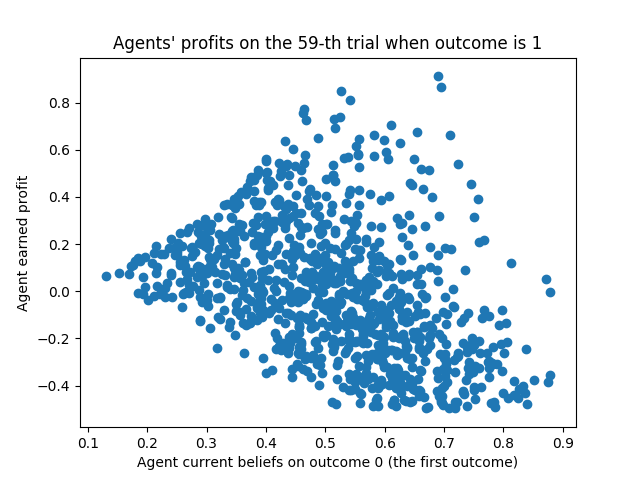 Agents' profits on the 59-th trial when outcome is 1
Agent earned profit
0.8
0.6
0.4
0.2
0.0
−0.2
−0.4
0.1 0.2 0.3 0.4 0.5 0.6 0.7 0.8 0.9
Agent current beliefs on outcome 0 (the first outcome)